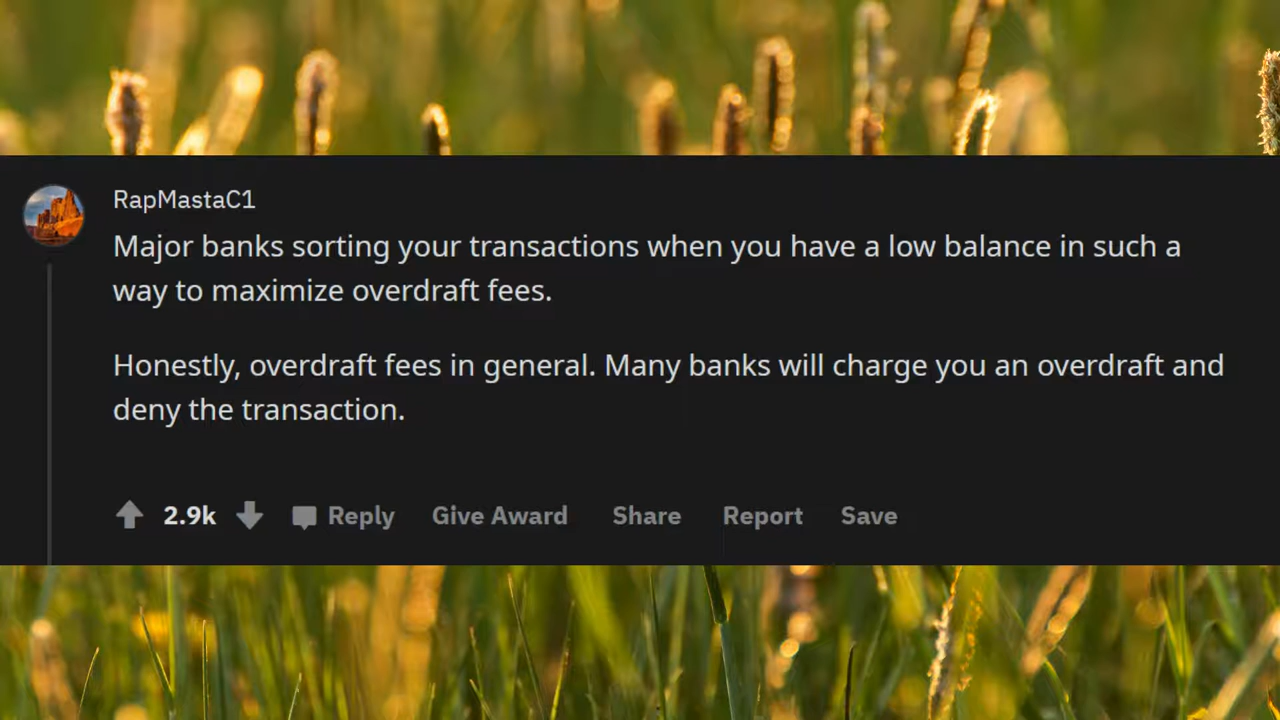 RapMastaC1
Major banks sorting your transactions when you have a low balance in such a
way to maximize overdraft fees.
Honestly, overdraft fees in general. Many banks will charge you an overdraft and
deny the transaction.
2.9k Reply Give Award Share Report Save